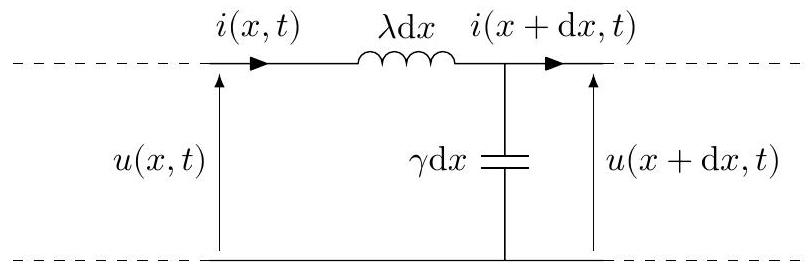 i(x, t) λdx i(x + dx, t)
u(x, t) γdx u(x + dx, t)